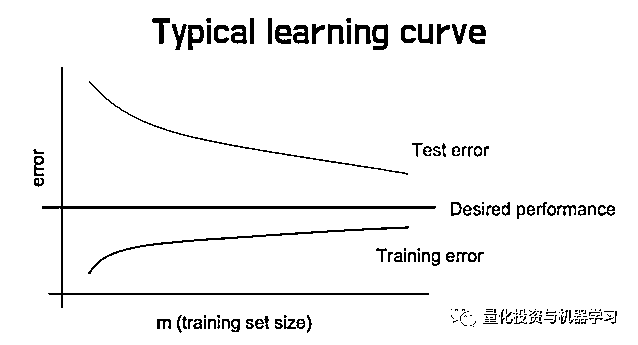 Typical learning curve
error
Test error
Desired performance
Training error
m (training set size)
量化投资与机器学习